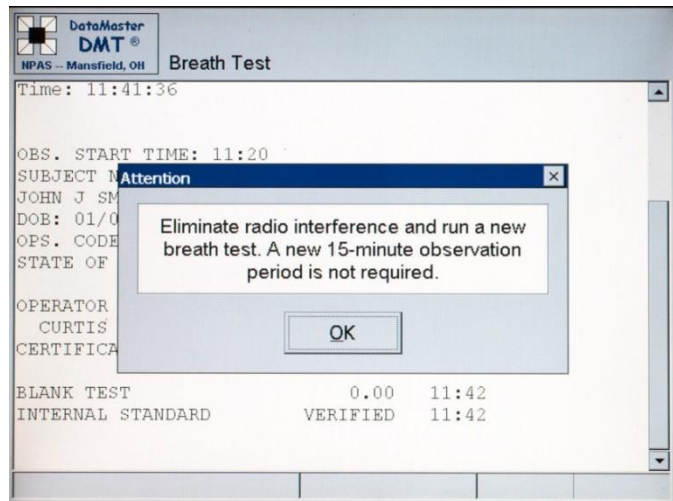 DataMaster
DMT ®
NPAS -- Mansfield, OH
Breath Test
Time: 11:41:36
OBS. START TIME: 11:20
SUBJECT N
Attention
JOHN J SM
DOB: 01/0
Eliminate radio interference and run a new
breath test. A new 15-minute observation
period is not required.
OPS. CODE
STATE OF
OPERATOR
CURTIS
OK
CERTIFICA
BLANK TEST 0.00 11:42
INTERNAL STANDARD VERIFIED 11:42